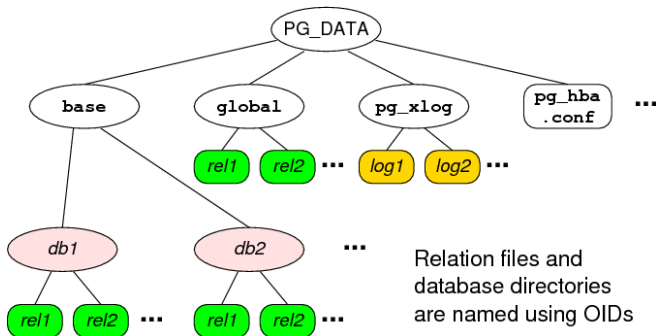 PG_DATA
base
global
pg_xlog
pg_hba
.conf
...
rel1
rel2
...
log1
log2
...
db1
db2
...
Relation files and
database directories
are named using OIDs
rel1
rel2
...
rel1
rel2
...